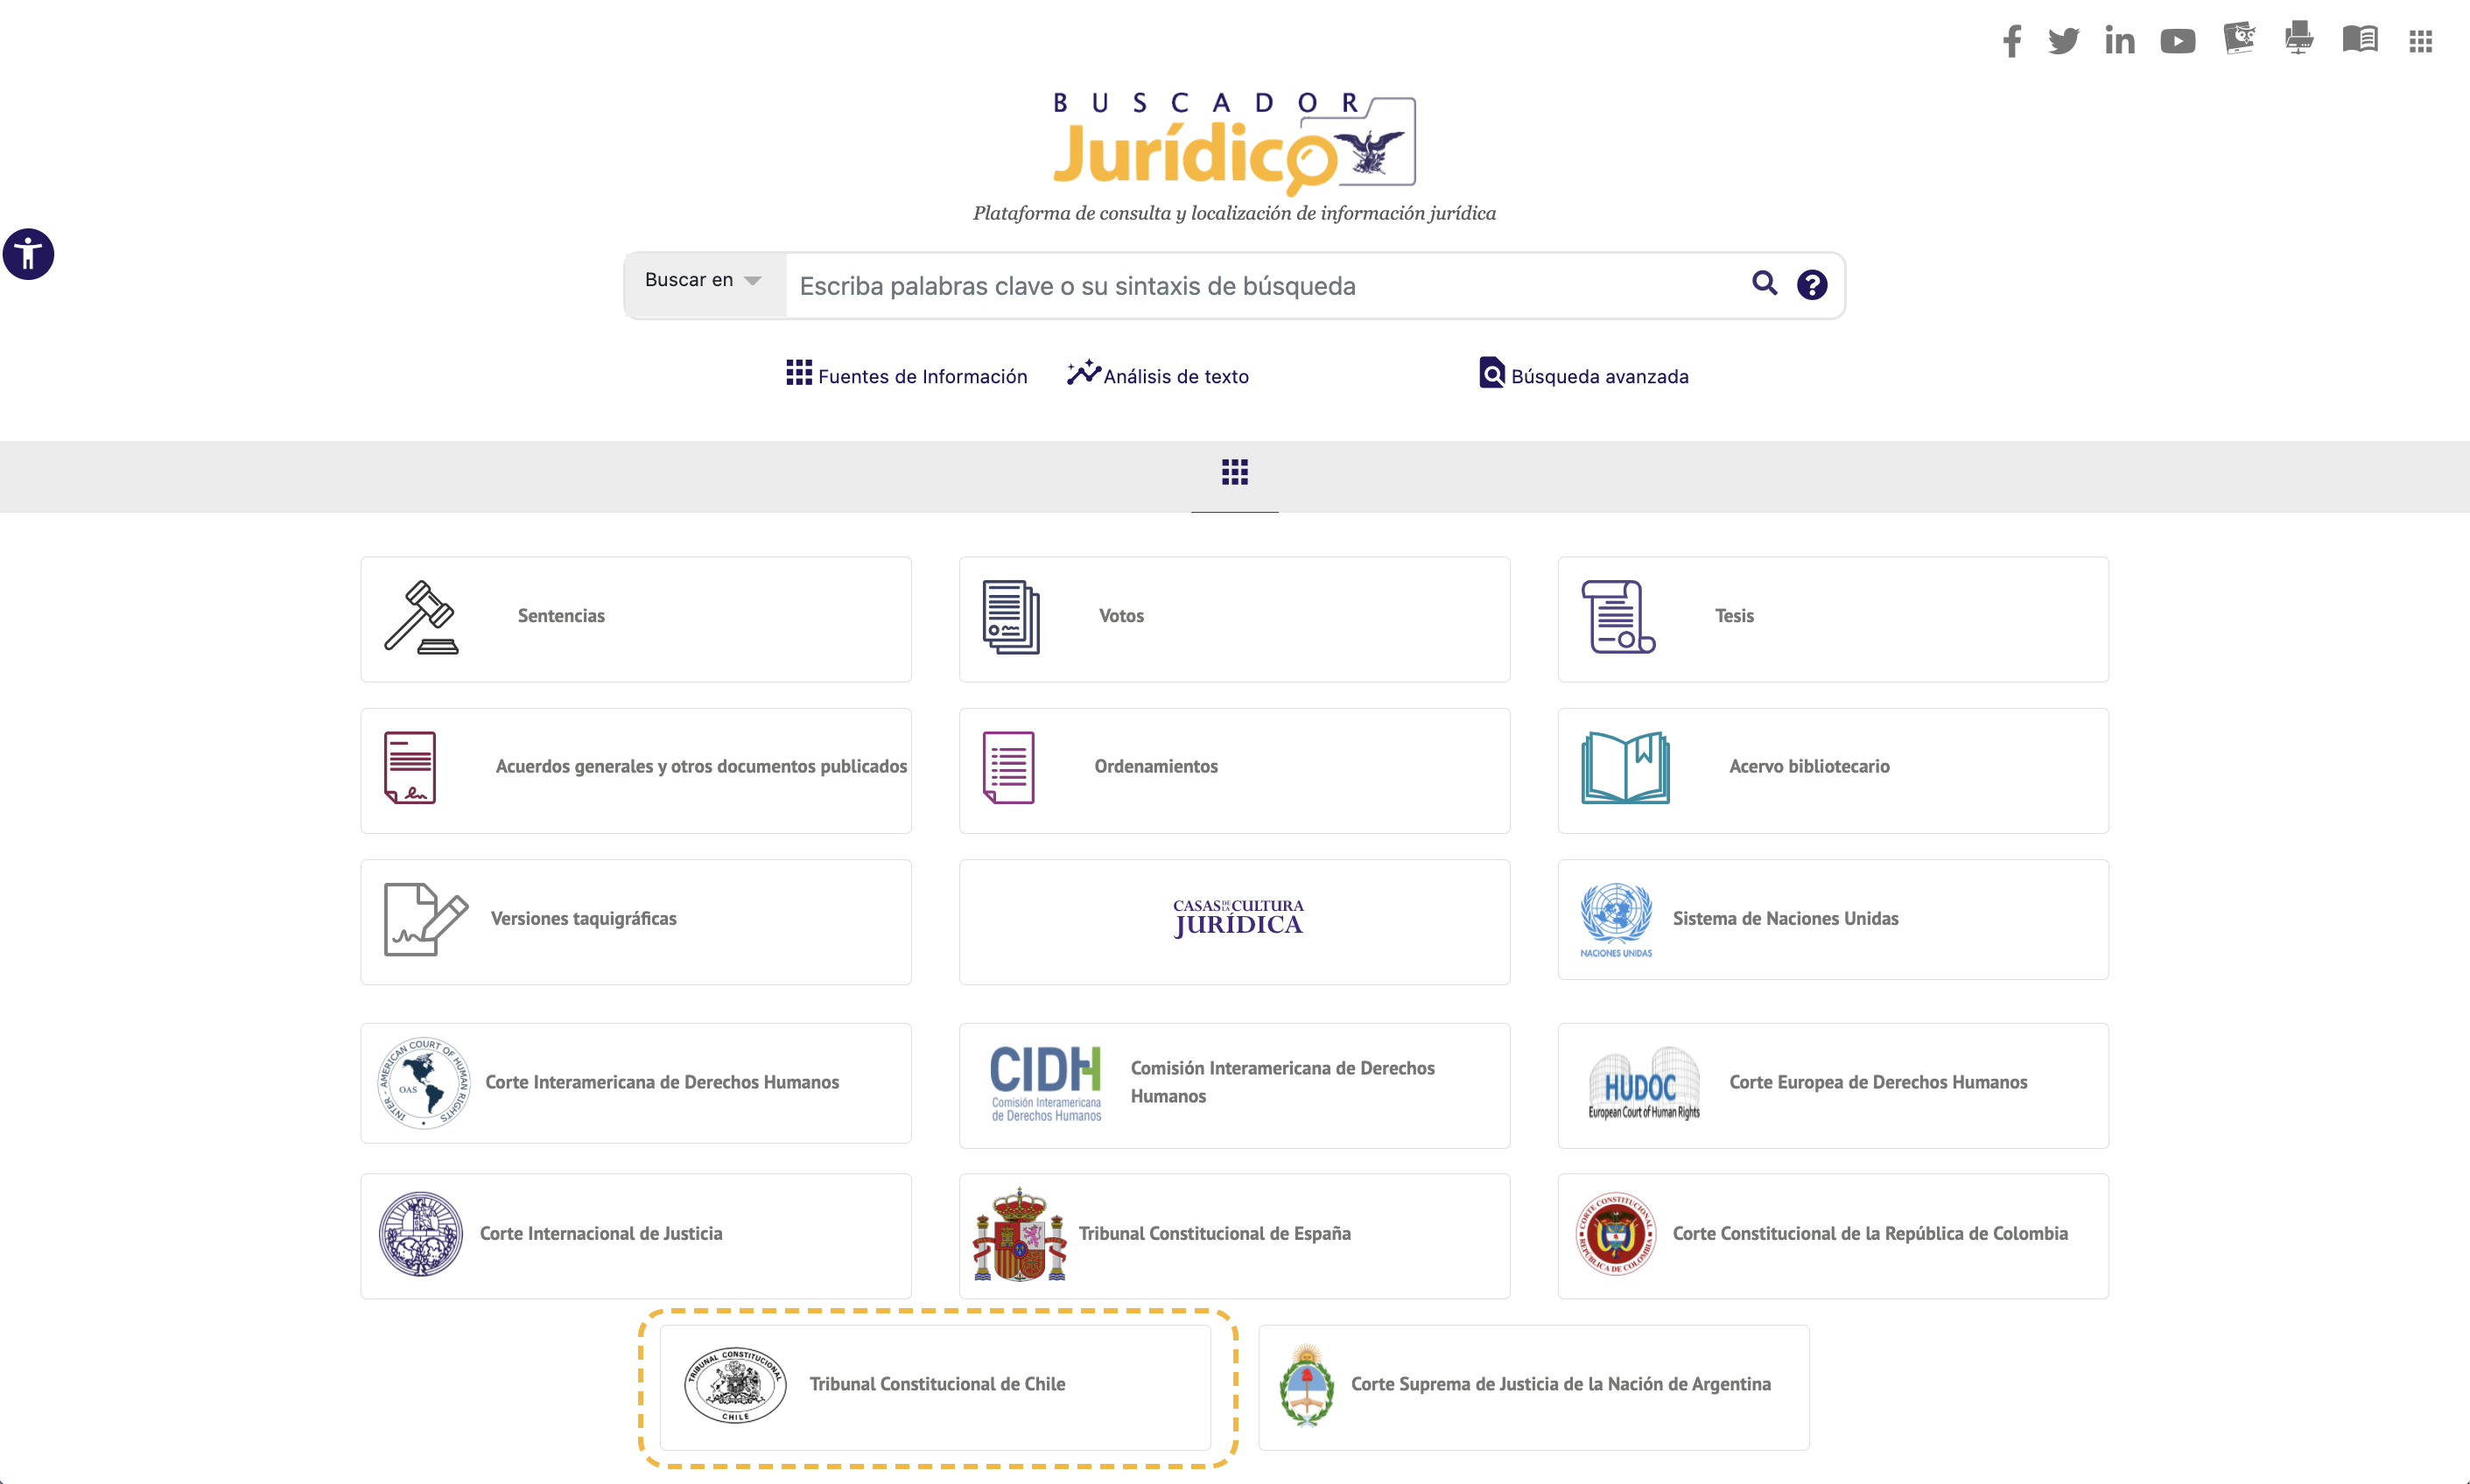 BUSCADOR
Jurídico
Plataforma de consulta y localización de información jurídica
Buscar en
Escriba palabras clave o su sintaxis de búsqueda
Fuentes de Información
Análisis de texto
Búsqueda avanzada
Sentencias
Votos
Tesis
Acuerdos generales y otros documentos publicados
Ordenamientos
Acervo bibliotecario
Versiones taquigráficas
CASAS DE LA CULTURA
JURÍDICA
NACIONES UNIDAS
Sistema de Naciones Unidas
INTER - AMERICAN COURT OF HUMAN RIGHTS
OAS
Corte Interamericana de Derechos Humanos
CIDH
Comisión Interamericana
de Derechos Humanos
Comisión Interamericana de Derechos
Humanos
HUDOC
European Court of Human Rights
Corte Europea de Derechos Humanos
Corte Internacional de Justicia
Tribunal Constitucional de España
CORTE CONSTITUCIONAL
REPÚBLICA DE COLOMBIA
Corte Constitucional de la República de Colombia
TRIBUNAL CONSTITUCIONAL
CHILE
Tribunal Constitucional de Chile
Corte Suprema de Justicia de la Nación de Argentina